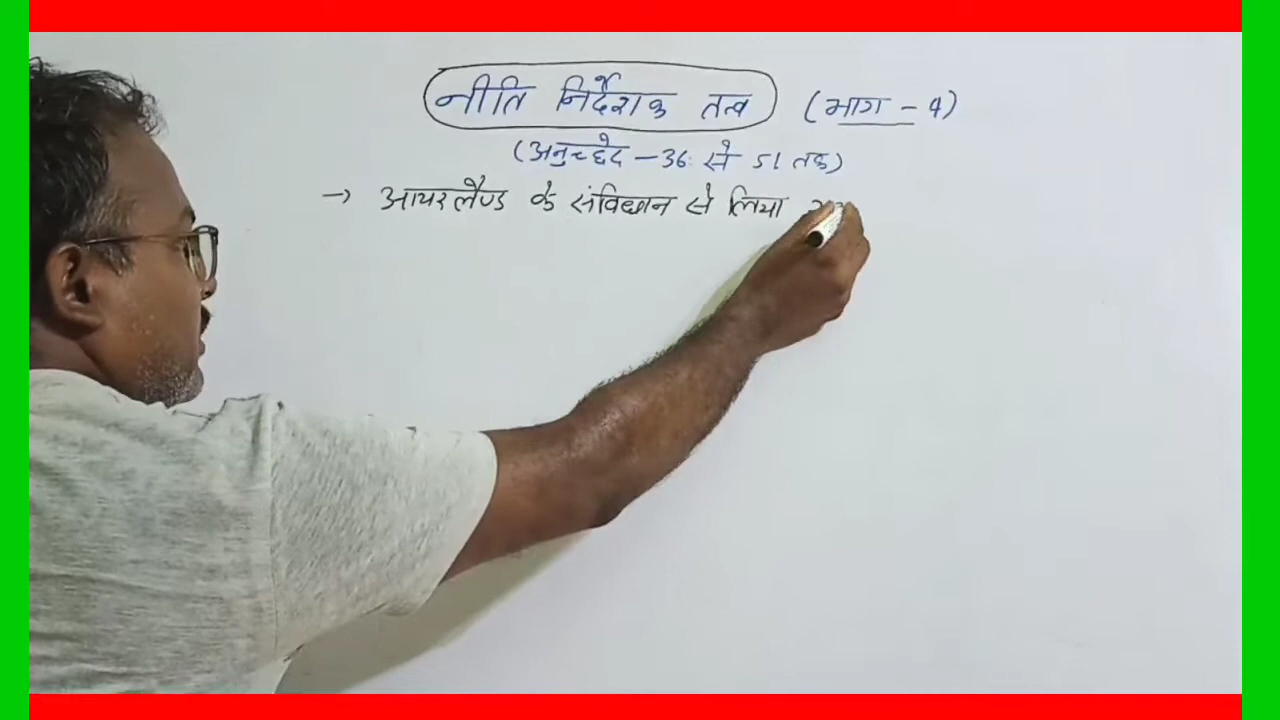 नीति निर्देशक तत्व (भाग - 4)
(अनुच्छेद - 36 से 51 तक)
→ आयरलैण्ड के संविधान से लिया